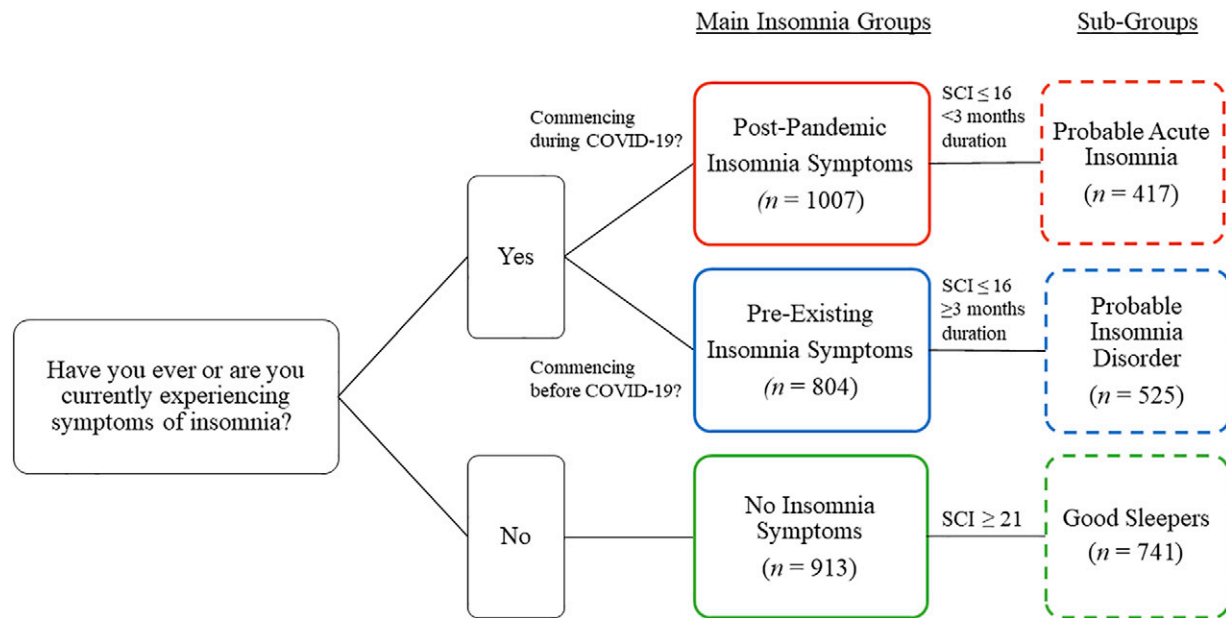 Main Insomnia Groups
Sub-Groups
Have you ever or are you
currently experiencing
symptoms of insomnia?
Yes
No
Commencing
during COVID-19?
Commencing
before COVID-19?
Post-Pandemic
Insomnia Symptoms
(n = 1007)
SCI ≤ 16
<3 months
duration
Probable Acute
Insomnia
(n = 417)
Pre-Existing
Insomnia Symptoms
(n = 804)
SCI ≤ 16
≥3 months
duration
Probable
Insomnia
Disorder
(n = 525)
No Insomnia
Symptoms
(n = 913)
SCI ≥ 21
Good Sleepers
(n = 741)